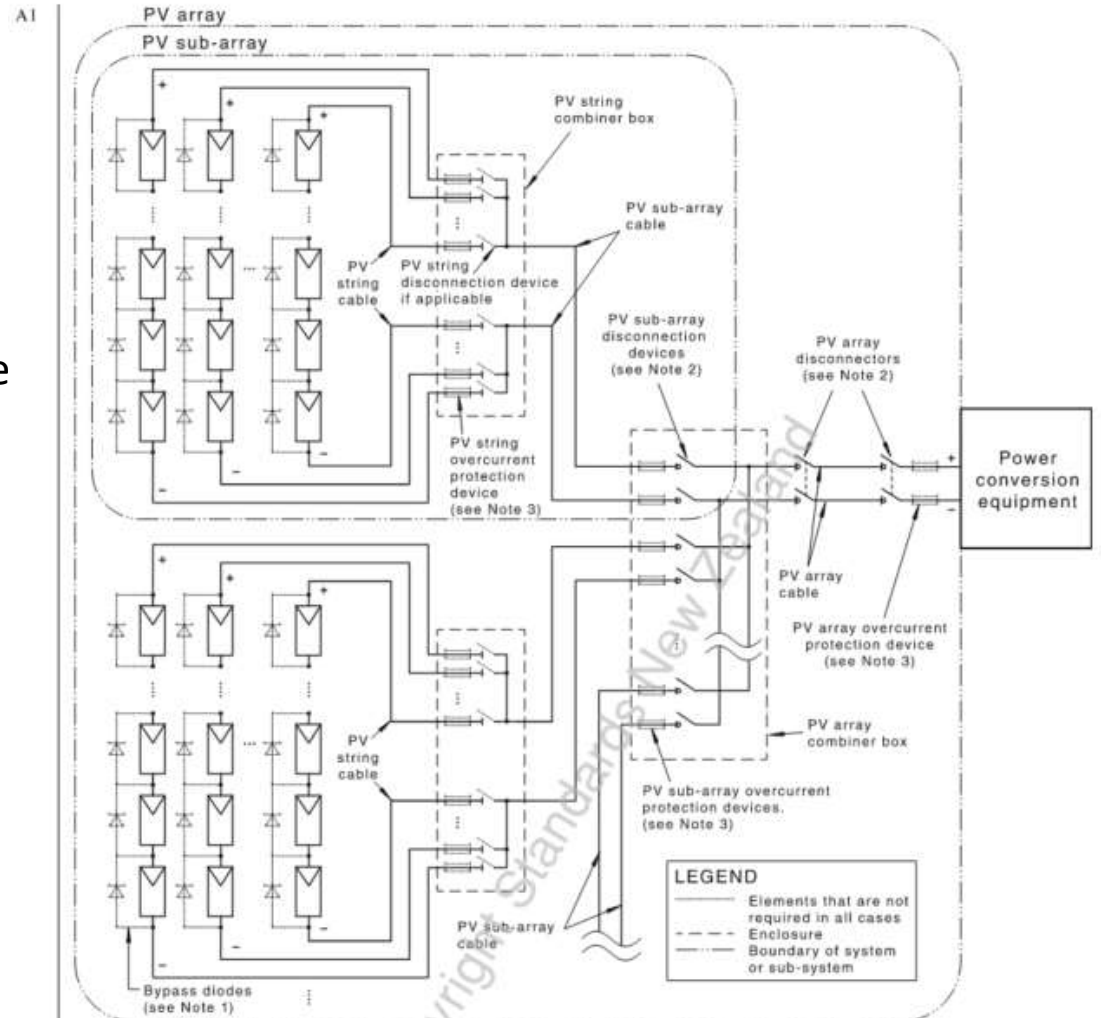 A1
PV array
PV sub-array
+
+
+
PV string
combiner box
PV sub-array
cable
PV
string
cable
PV string
disconnection device
if applicable
PV sub-array
disconnection
devices
(see Note 2)
PV array
disconnectors
(see Note 2)
e
PV string
overcurrent
protection
device
(see Note 3)
–
–
–
Power
conversion
equipment
+
–
PV array
cable
PV array overcurrent
protection device
(see Note 3)
+
+
+
PV
string
cable
PV array
combiner box
PV sub-array overcurrent
protection devices.
(see Note 3)
PV sub-array
cable
–
–
–
Bypass diodes
(see Note 1)
LEGEND
Elements that are not
required in all cases
Enclosure
Boundary of system
or sub-system
yright Standards New Zealand